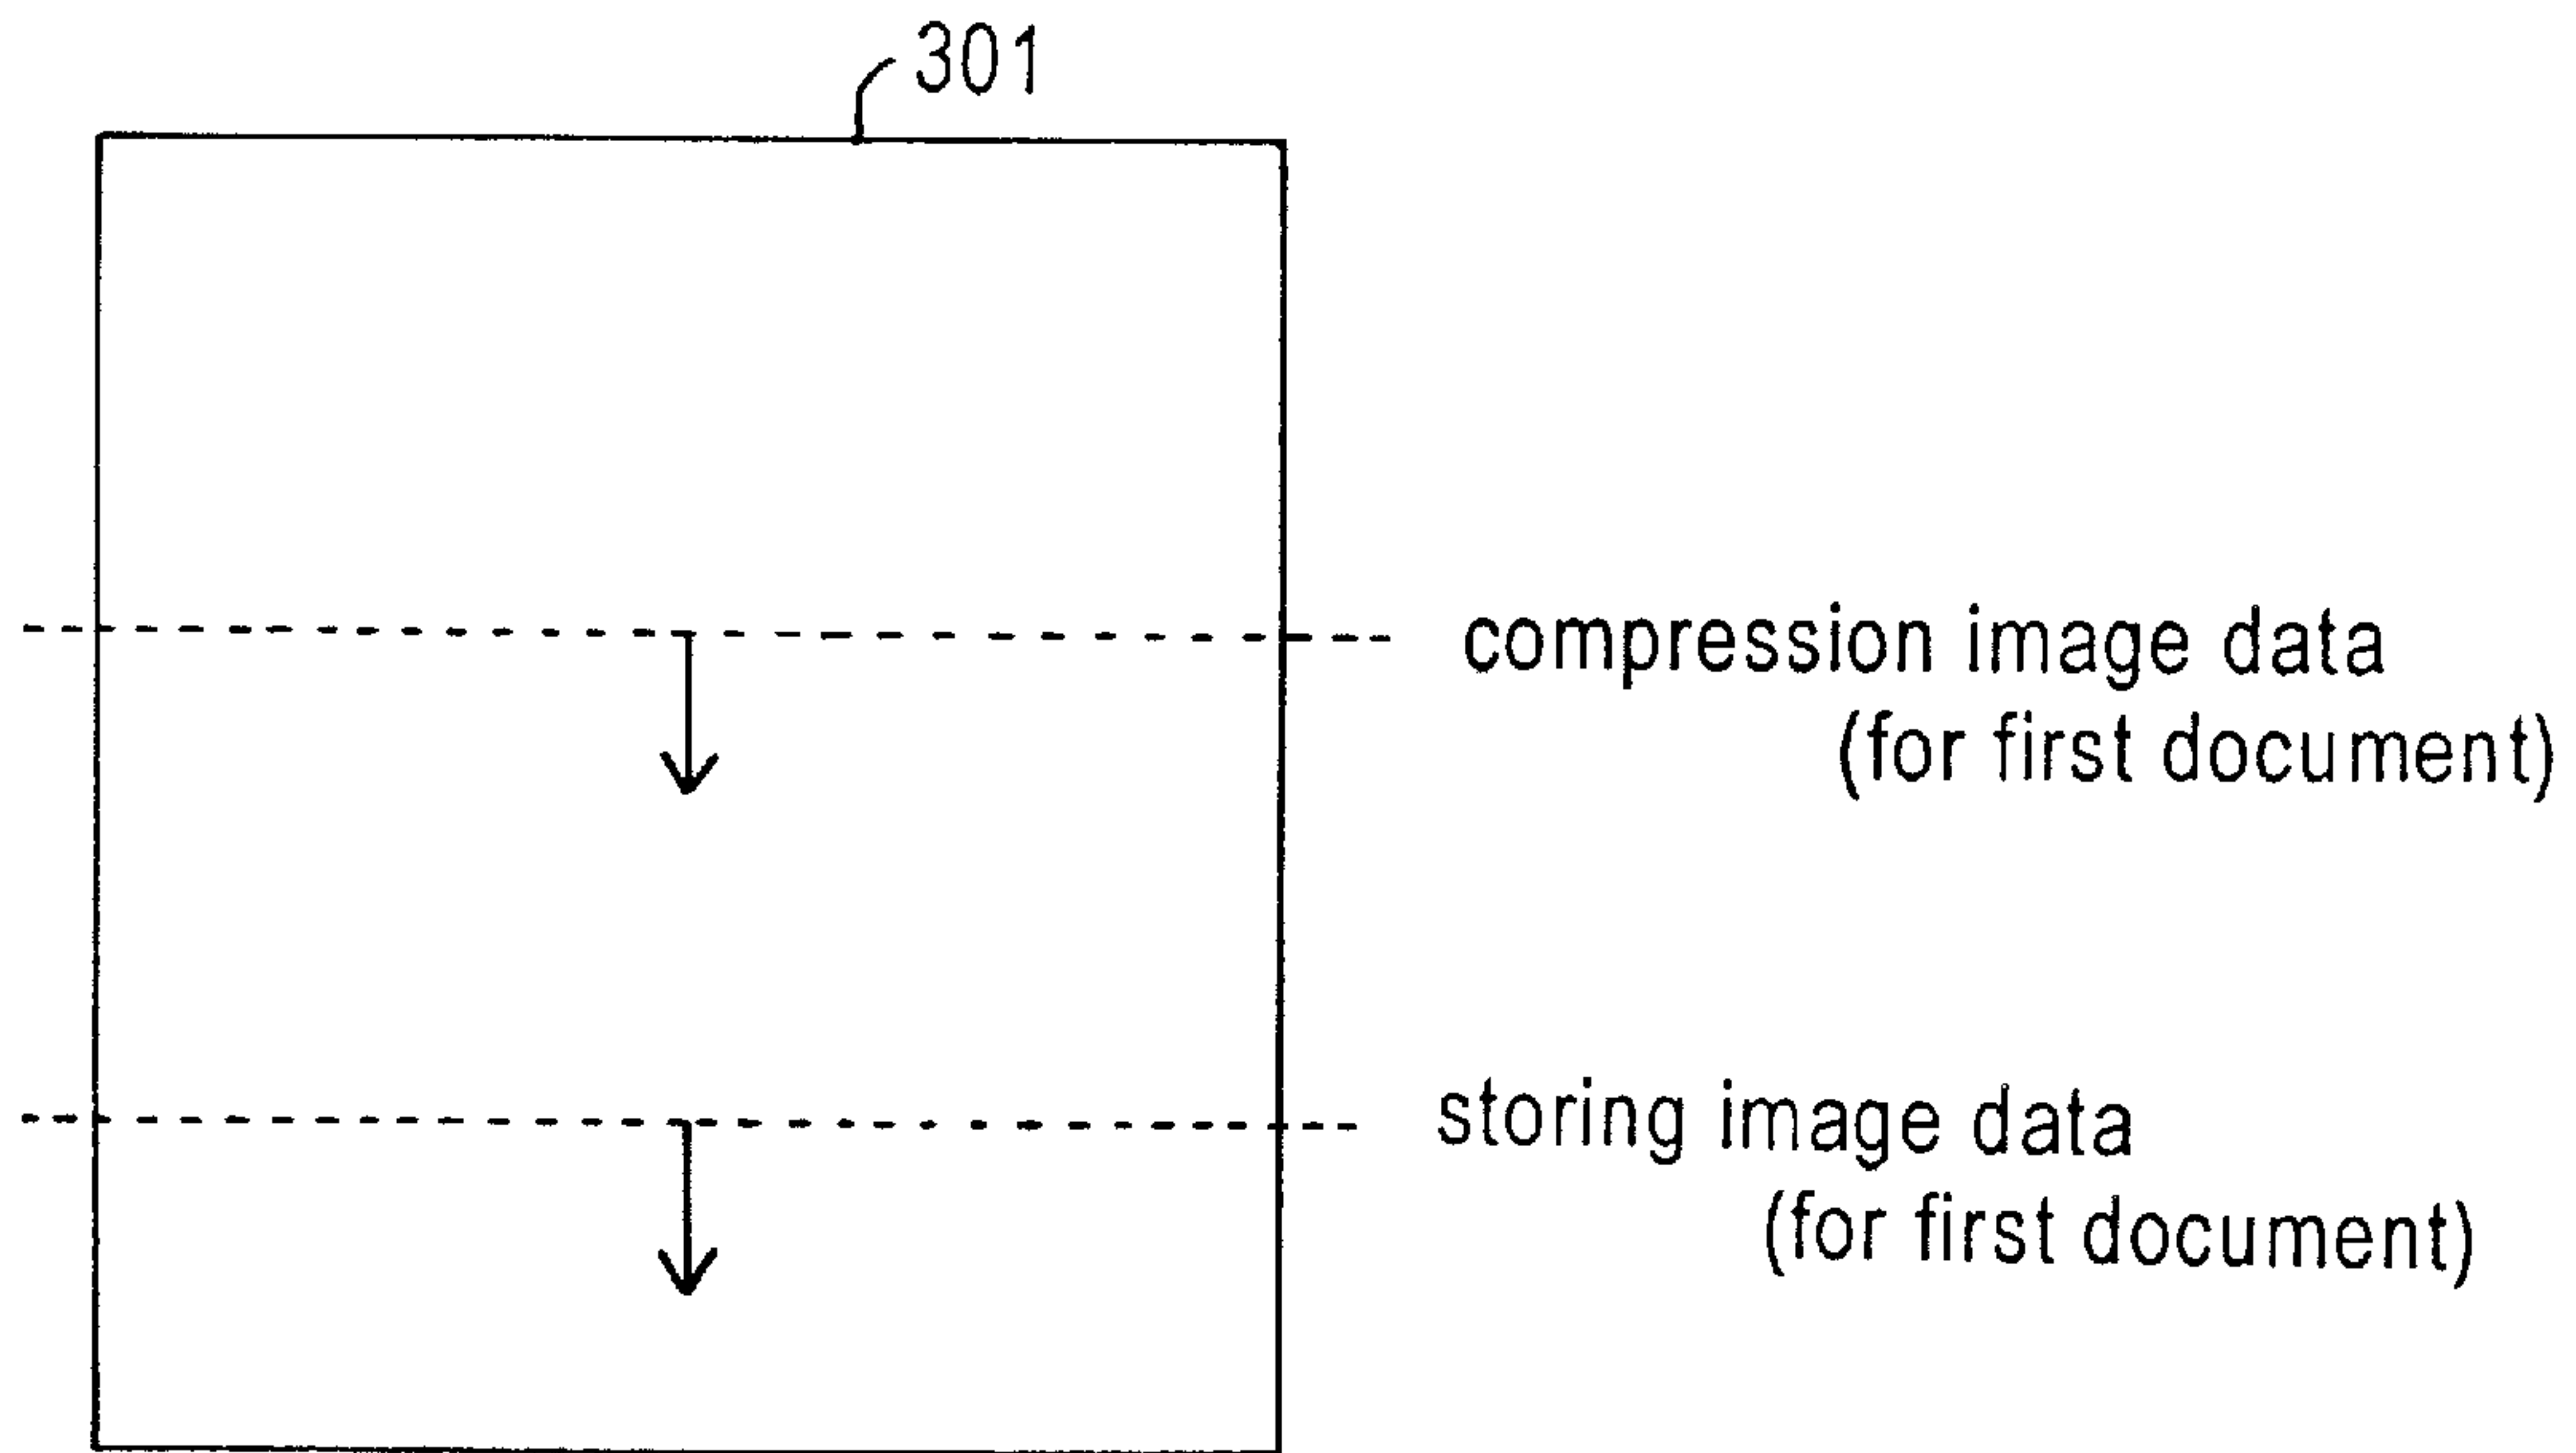 301
compression image data
(for first document)
storing image data
(for first document)